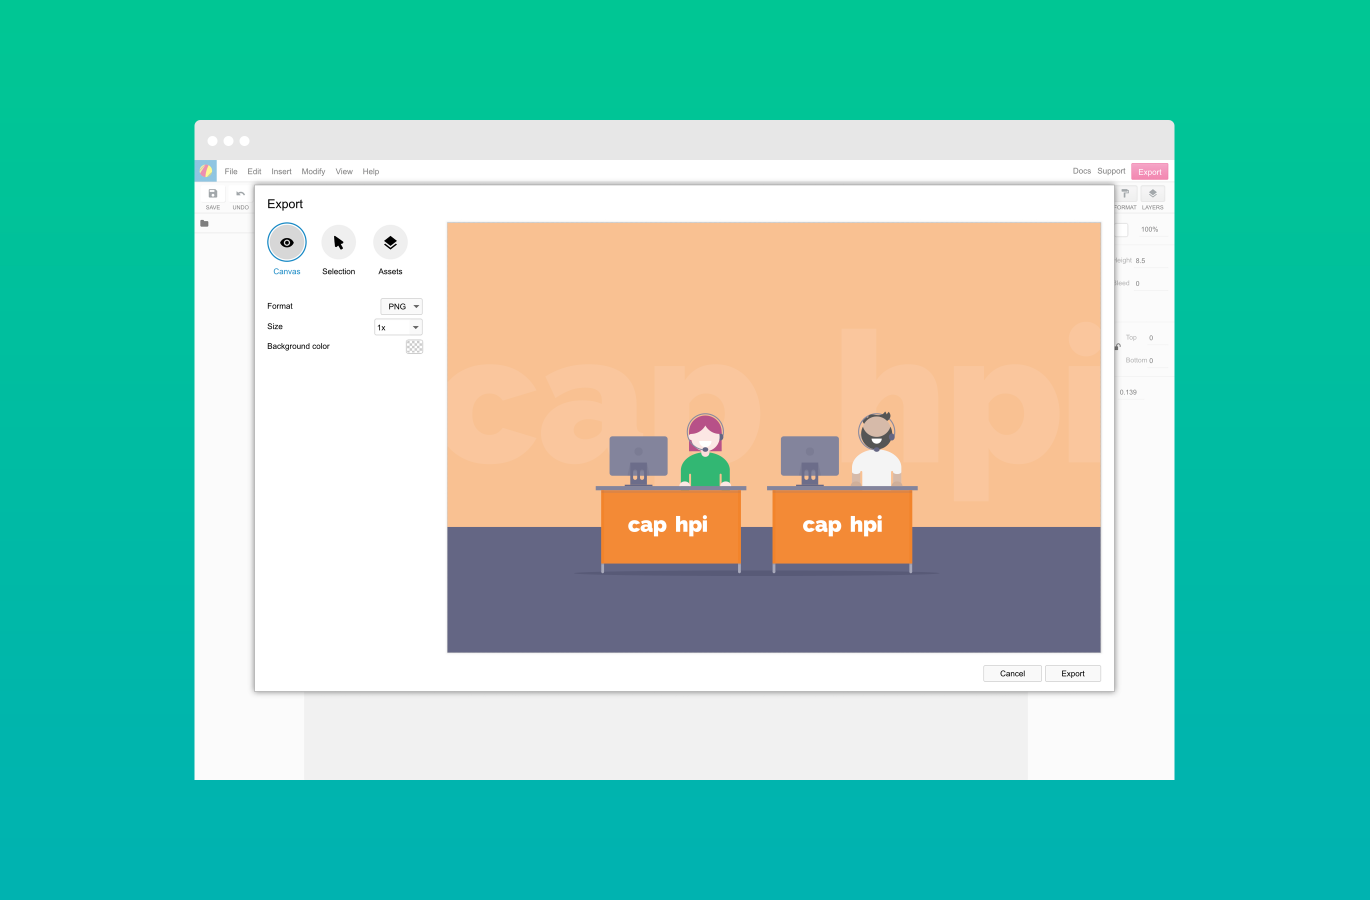 File Edit Insert Modify View Help
Docs Support Export
SAVE UNDO
FORMAT LAYERS
Export
Canvas Selection Assets
100%
8.5
0
Format PNG
Size 1x
Background color
Top 0
Bottom 0
0.139
cap hpi
cap hpi
cap hpi
Cancel Export